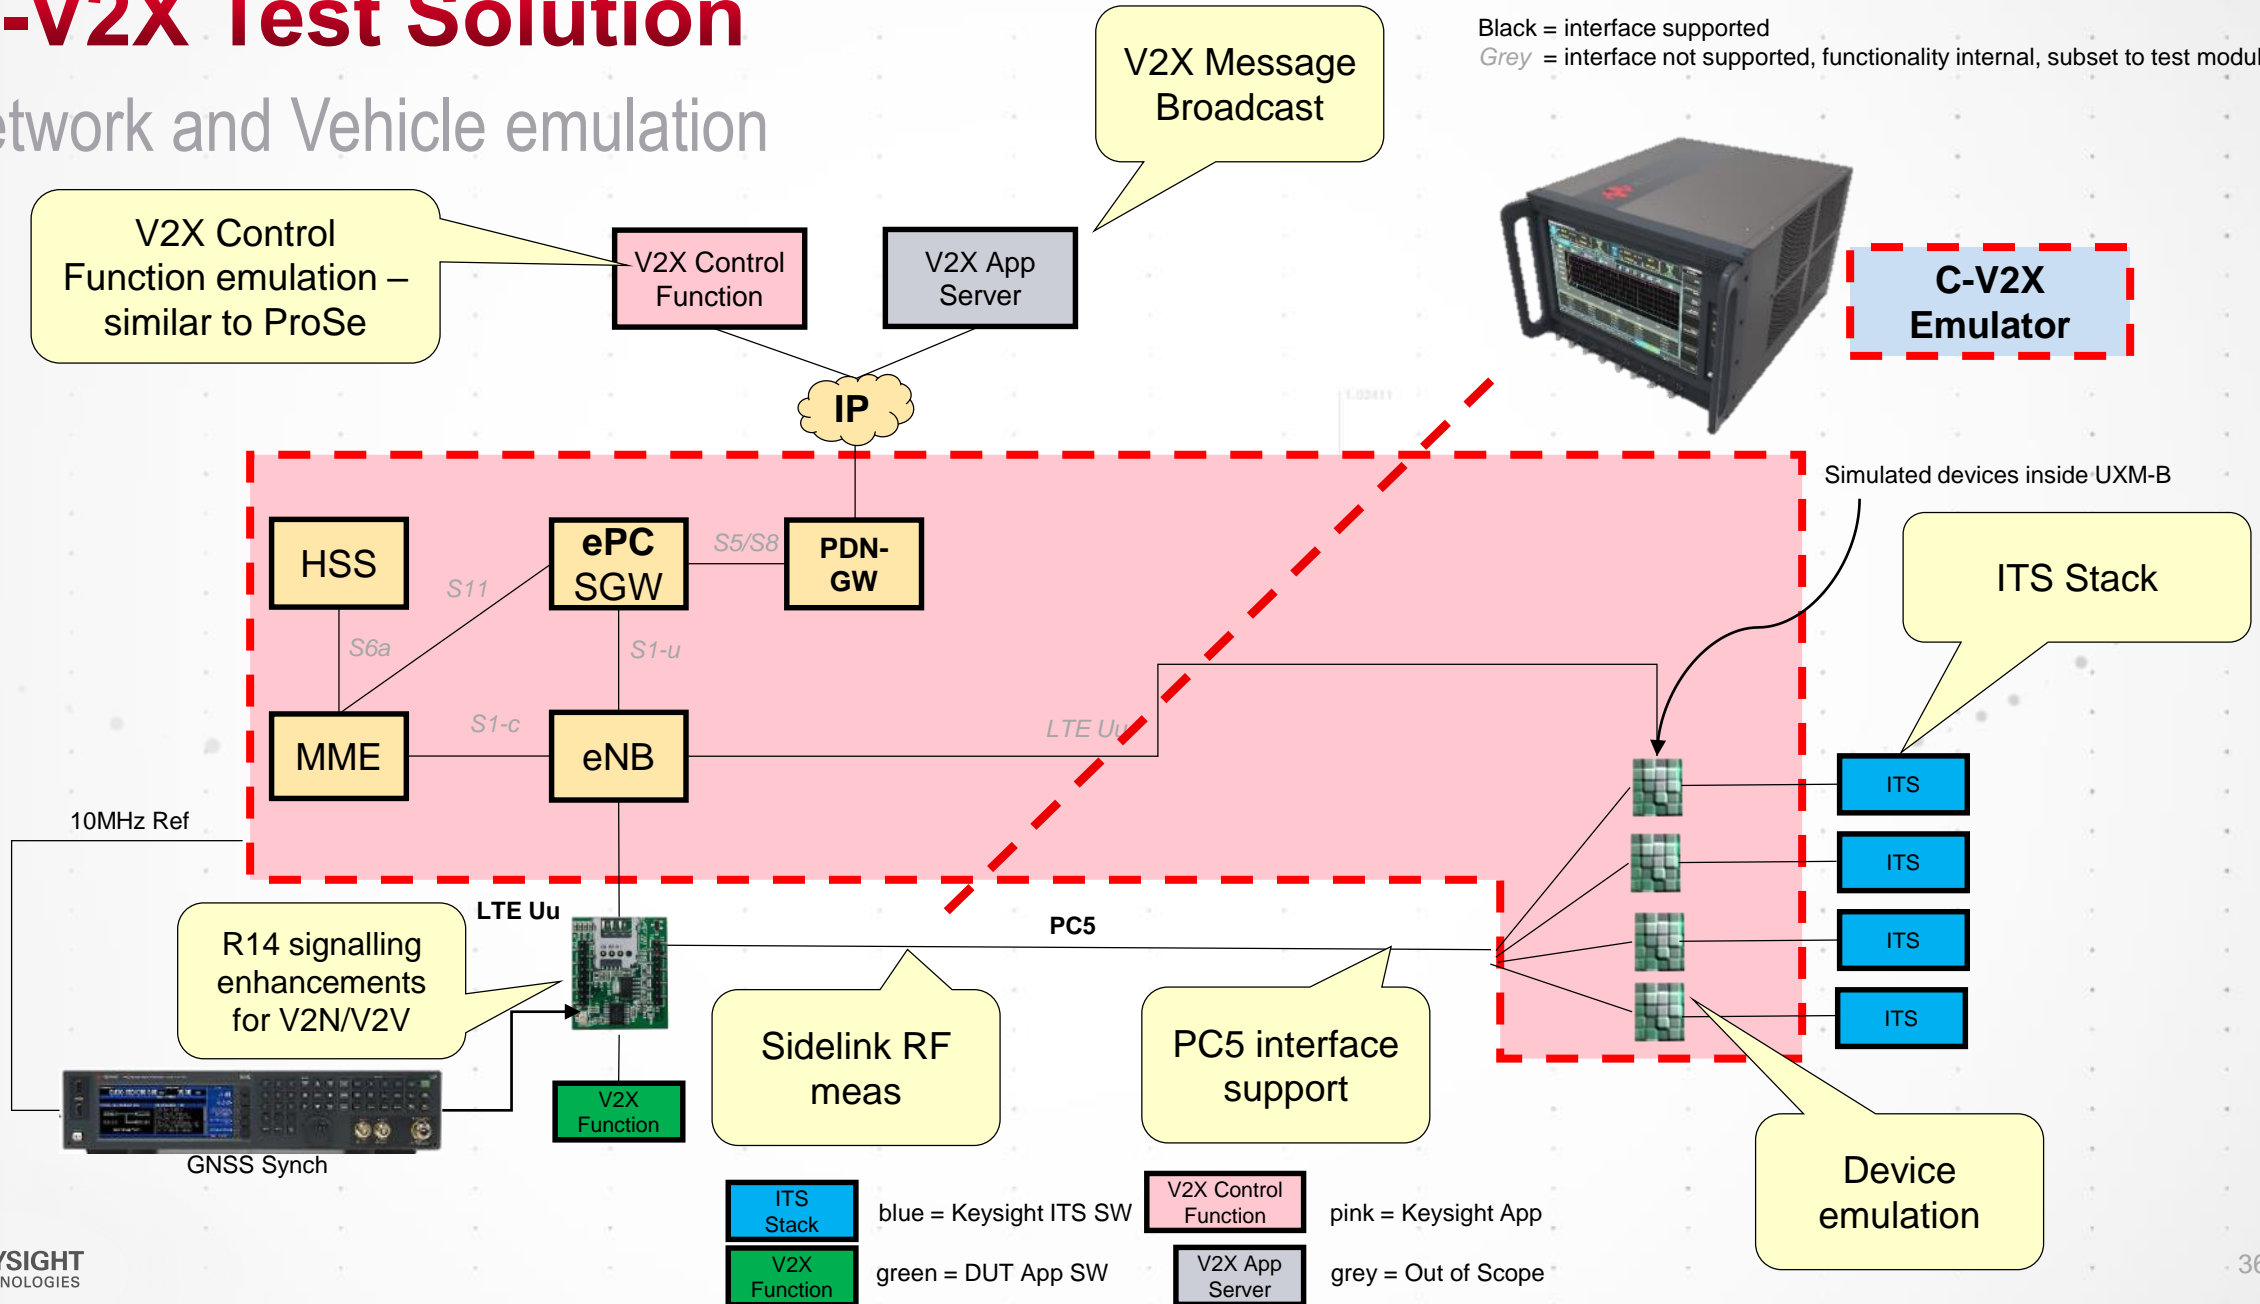 -V2X Test Solution
etwork and Vehicle emulation
Black = interface supported
Grey = interface not supported, functionality internal, subset to test modul
V2X Message
Broadcast
V2X Control
Function emulation –
similar to ProSe
V2X Control
Function
V2X App
Server
C-V2X
Emulator
IP
1.02411
Simulated devices inside UXM-B
HSS
ePC
SGW
S5/S8
PDN-
GW
ITS Stack
S11
S6a
S1-u
MME
S1-c
eNB
LTE Uu
ITS
ITS
ITS
ITS
10MHz Ref
LTE Uu
PC5
R14 signalling
enhancements
for V2N/V2V
Sidelink RF
meas
PC5 interface
support
V2X
Function
GNSS Synch
Device
emulation
ITS
Stack
blue = Keysight ITS SW
V2X Control
Function
pink = Keysight App
V2X
Function
green = DUT App SW
V2X App
Server
grey = Out of Scope
YSIGHT
NOLOGIES
36